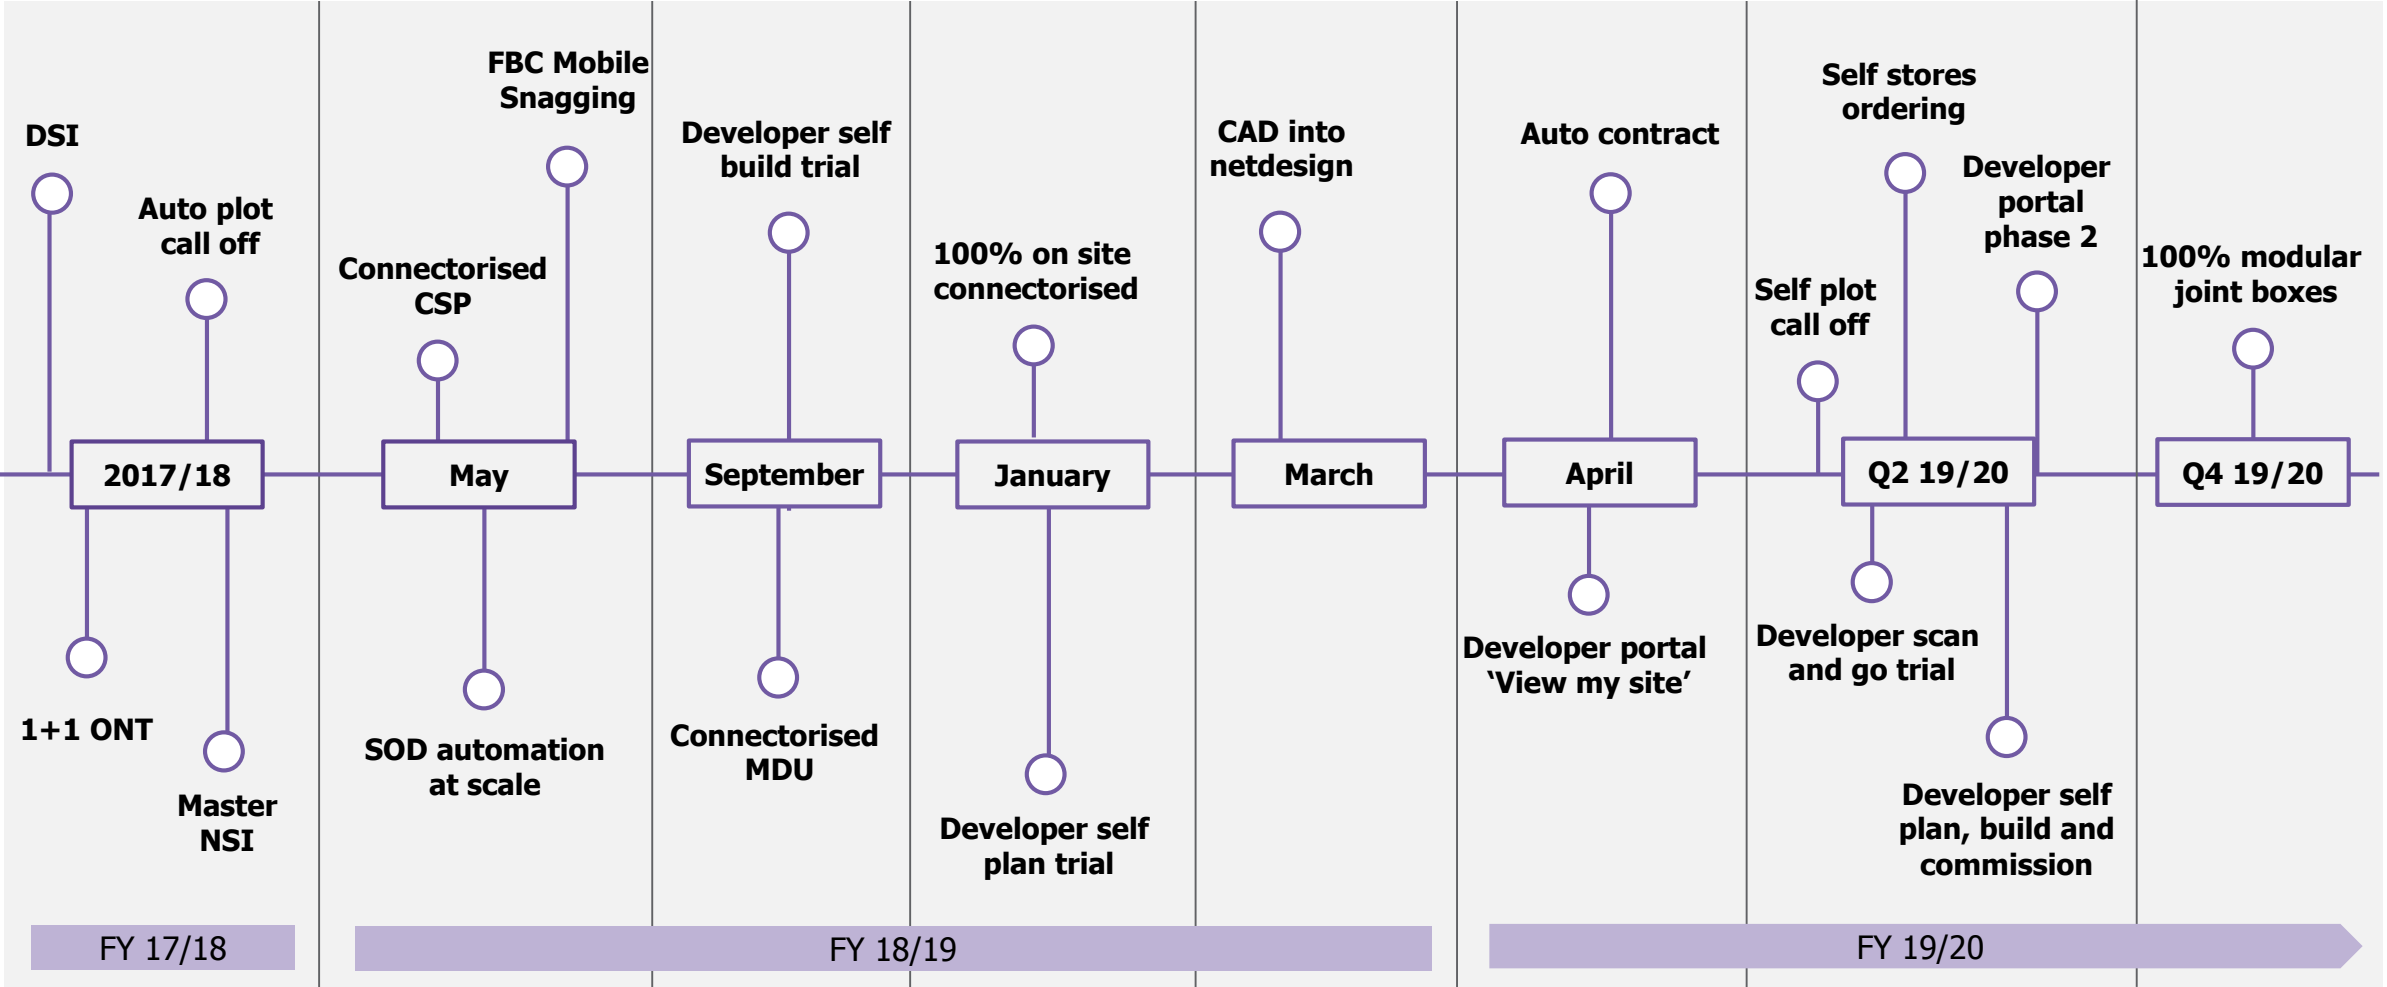 DSI
Auto plot
call off
2017/18
1+1 ONT
Master
NSI
FBC Mobile
Snagging
Connectorised
CSP
May
SOD automation
at scale
Developer self
build trial
September
Connectorised
MDU
100% on site
connectorised
January
Developer self
plan trial
CAD into
netdesign
March
Auto contract
April
Developer portal
‘View my site’
Self stores
ordering
Developer
portal
phase 2
Self plot
call off
Q2 19/20
Developer scan
and go trial
Developer self
plan, build and
commission
100% modular
joint boxes
Q4 19/20
FY 17/18
FY 18/19
FY 19/20